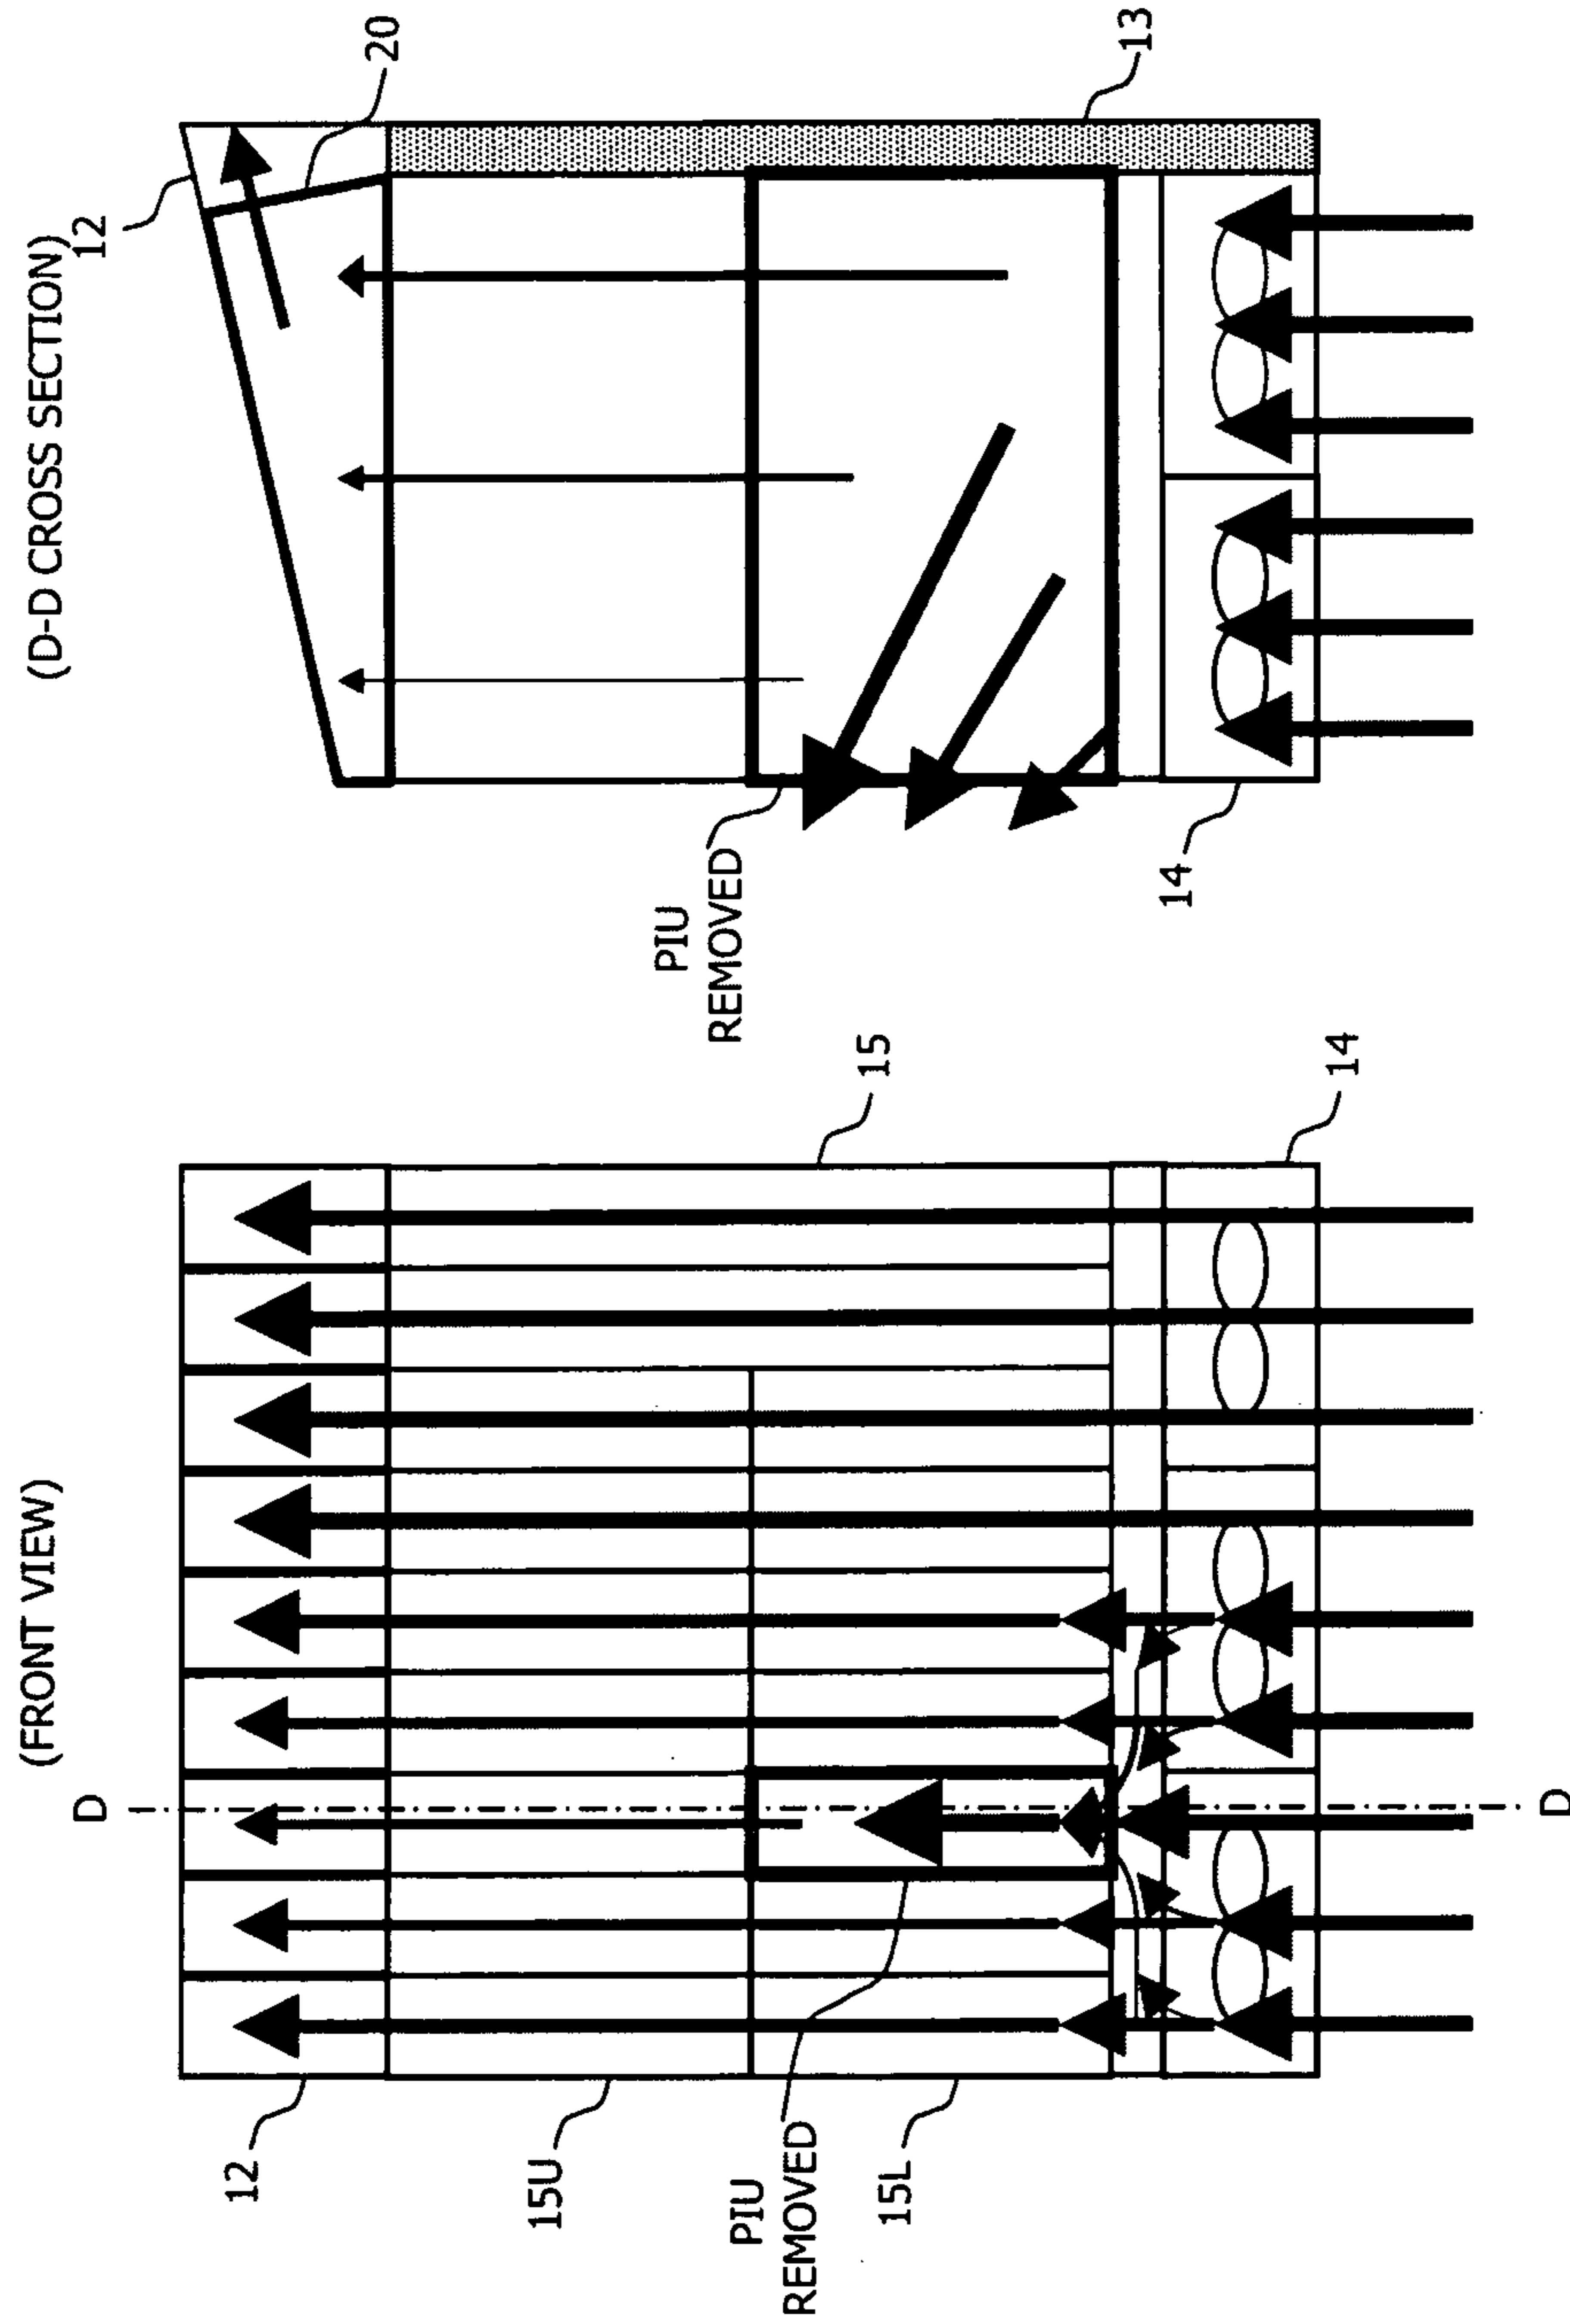 (FRONT VIEW)
D
12
15U
PIU
REMOVED
15L
15
14
D
(D-D CROSS SECTION)
12
20
PIU
REMOVED
13
14